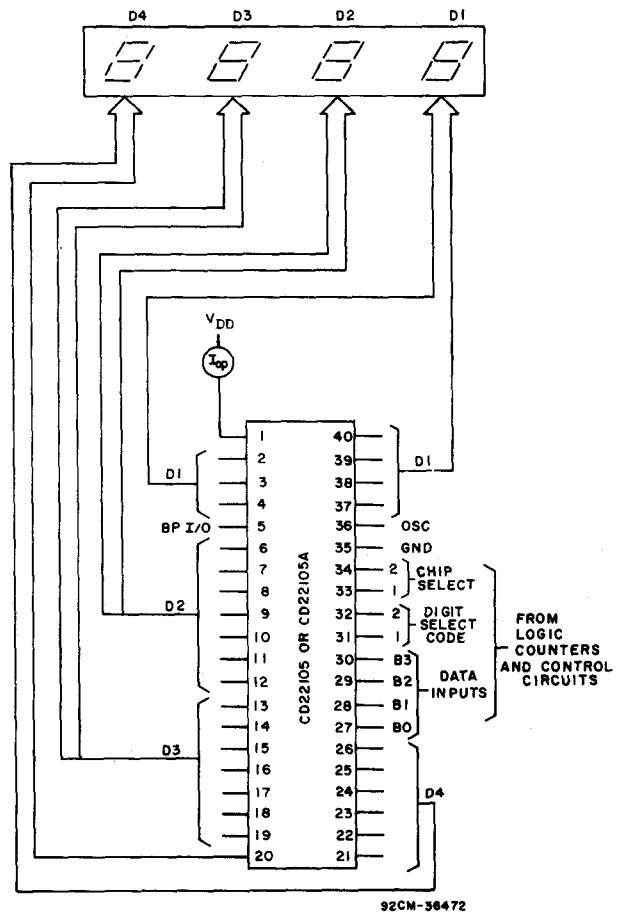 D4 D3 D2 D1
VDD
Iop
1 40
2 39
D1 3 38 D1
4 37
BP I/O 5 36 OSC
6 35 GND
7 34 2
8 33 1
CHIP
SELECT
D2 9 32 2
10 31 1
DIGIT
SELECT
CODE
11 30 B3
12 29 B2
13 28 B1
14 27 B0
DATA
INPUTS
FROM
LOGIC
COUNTERS
AND CONTROL
CIRCUITS
D3 15 26
16 25
17 24 D4
18 23
19 22
20 21
CD22105 OR CD22105A
92CM-36472